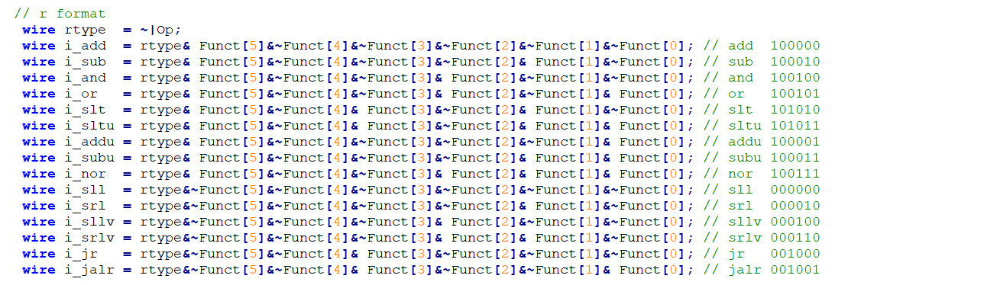 // r format
wire rtype  = ~|Op;
wire i_add  = rtype& Funct[5]&~Funct[4]&~Funct[3]&~Funct[2]&~Funct[1]&~Funct[0]; // add  100000
wire i_sub  = rtype& Funct[5]&~Funct[4]&~Funct[3]&~Funct[2]& Funct[1]&~Funct[0]; // sub  100010
wire i_and  = rtype& Funct[5]&~Funct[4]&~Funct[3]& Funct[2]&~Funct[1]&~Funct[0]; // and  100100
wire i_or   = rtype& Funct[5]&~Funct[4]&~Funct[3]& Funct[2]&~Funct[1]& Funct[0]; // or   100101
wire i_slt  = rtype& Funct[5]&~Funct[4]& Funct[3]&~Funct[2]& Funct[1]&~Funct[0]; // slt  101010
wire i_sltu = rtype& Funct[5]&~Funct[4]& Funct[3]&~Funct[2]& Funct[1]& Funct[0]; // sltu 101011
wire i_addu = rtype& Funct[5]&~Funct[4]&~Funct[3]&~Funct[2]&~Funct[1]& Funct[0]; // addu 100001
wire i_subu = rtype& Funct[5]&~Funct[4]&~Funct[3]&~Funct[2]& Funct[1]& Funct[0]; // subu 100011
wire i_nor  = rtype& Funct[5]&~Funct[4]&~Funct[3]& Funct[2]& Funct[1]& Funct[0]; // nor  100111
wire i_sll  = rtype&~Funct[5]&~Funct[4]&~Funct[3]&~Funct[2]&~Funct[1]&~Funct[0]; // sll  000000
wire i_srl  = rtype&~Funct[5]&~Funct[4]&~Funct[3]&~Funct[2]& Funct[1]&~Funct[0]; // srl  000010
wire i_sllv = rtype&~Funct[5]&~Funct[4]&~Funct[3]& Funct[2]&~Funct[1]&~Funct[0]; // sllv 000100
wire i_srlv = rtype&~Funct[5]&~Funct[4]&~Funct[3]& Funct[2]& Funct[1]&~Funct[0]; // srlv 000110
wire i_jr   = rtype&~Funct[5]&~Funct[4]& Funct[3]&~Funct[2]&~Funct[1]&~Funct[0]; // jr   001000
wire i_jalr = rtype&~Funct[5]&~Funct[4]& Funct[3]&~Funct[2]&~Funct[1]& Funct[0]; // jalr 001001